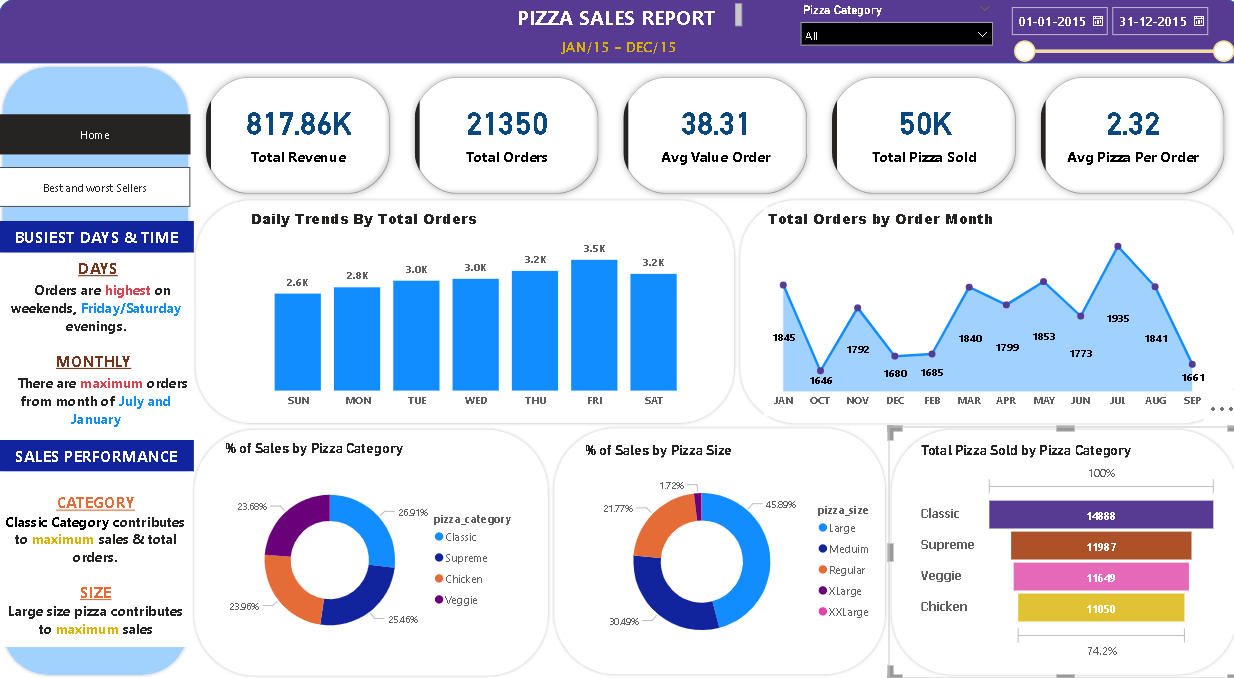 PIZZA SALES REPORT
JAN/15 – DEC/15
Pizza Category
All
01-01-2015
31-12-2015
Home
Best and worst Sellers
817.86K
Total Revenue
21350
Total Orders
38.31
Avg Value Order
50K
Total Pizza Sold
2.32
Avg Pizza Per Order
BUSIEST DAYS & TIME
DAYS
Orders are highest on
weekends, Friday/Saturday
evenings.
MONTHLY
There are maximum orders
from month of July and
January
SALES PERFORMANCE
CATEGORY
Classic Category contributes
to maximum sales & total
orders.
SIZE
Large size pizza contributes
to maximum sales
Daily Trends By Total Orders
2.6K 2.8K 3.0K 3.0K 3.2K 3.5K 3.2K
SUN MON TUE WED THU FRI SAT
Total Orders by Order Month
1845 1646 1792 1680 1685 1840 1799 1853 1773 1935 1841 1661
JAN OCT NOV DEC FEB MAR APR MAY JUN JUL AUG SEP
% of Sales by Pizza Category
26.91%
25.46%
23.96%
23.68%
pizza_category
Classic
Supreme
Chicken
Veggie
% of Sales by Pizza Size
45.89%
30.49%
21.77%
1.72%
pizza_size
Large
Meduim
Regular
XLarge
XXLarge
Total Pizza Sold by Pizza Category
100%
Classic 14888
Supreme 11987
Veggie 11649
Chicken 11050
74.2%